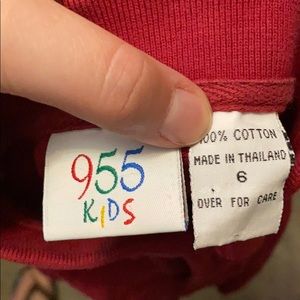 955
KIDS
100% COTTON
MADE IN THAILAND
6
OVER FOR CARE